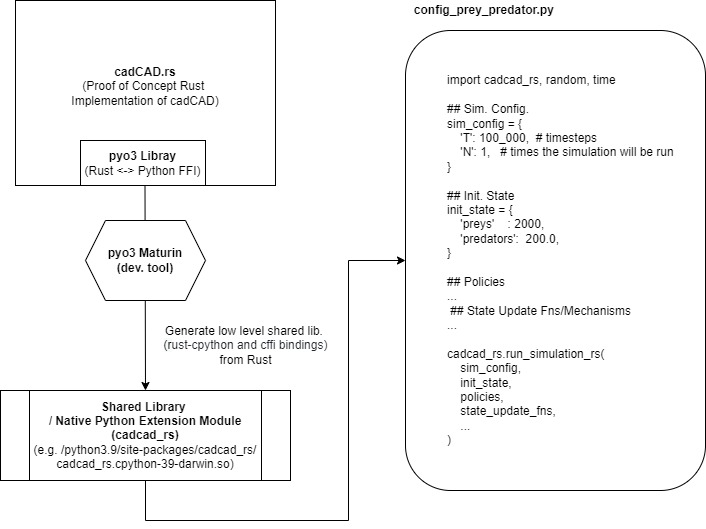 cadCAD.rs
(Proof of Concept Rust
Implementation of cadCAD)
pyo3 Libray
(Rust <-> Python FFI)
pyo3 Maturin
(dev. tool)
Generate low level shared lib.
(rust-cpython and cffi bindings)
from Rust
Shared Library
/ Native Python Extension Module
(cadcad_rs)
(e.g. /python3.9/site-packages/cadcad_rs/
cadcad_rs.cpython-39-darwin.so)
config_prey_predator.py
import cadcad_rs, random, time
## Sim. Config.
sim_config = {
'T': 100_000, # timesteps
'N': 1, # times the simulation will be run
}
## Init. State
init_state = {
'preys' : 2000,
'predators': 200.0,
}
## Policies
...
## State Update Fns/Mechanisms
...
cadcad_rs.run_simulation_rs(
sim_config,
init_state,
policies,
state_update_fns,
...
)